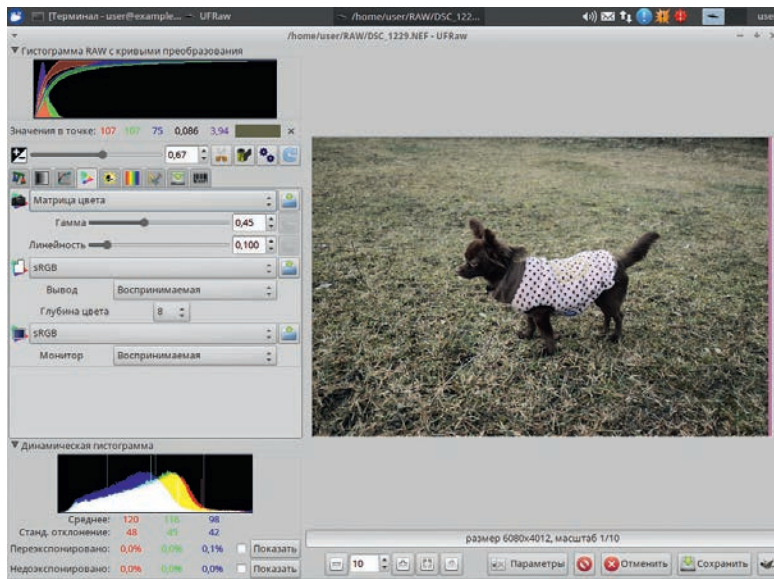 [Терминал - user@example... UFRaw ~ /home/user/RAW/DSC_122... use
/home/user/RAW/DSC_1229.NEF - UFRaw
Гистограмма RAW с кривыми преобразования
Значения в точке: 107 107 75 0,086 3,94
0,67
Матрица цвета
Гамма 0,45
Линейность 0,100
sRGB
Вывод Воспринимаемая
Глубина цвета 8
sRGB
Монитор Воспринимаемая
Динамическая гистограмма
Среднее: 120 98
Станд. отклонение: 48 45 42
Переэкспонировано: 0,0% 0,0% 0,1% Показать
Недоэкспонировано: 0,0% 0,0% 0,0% Показать
размер 6080x4012, масштаб 1/10
10 Параметры Отменить Сохранить